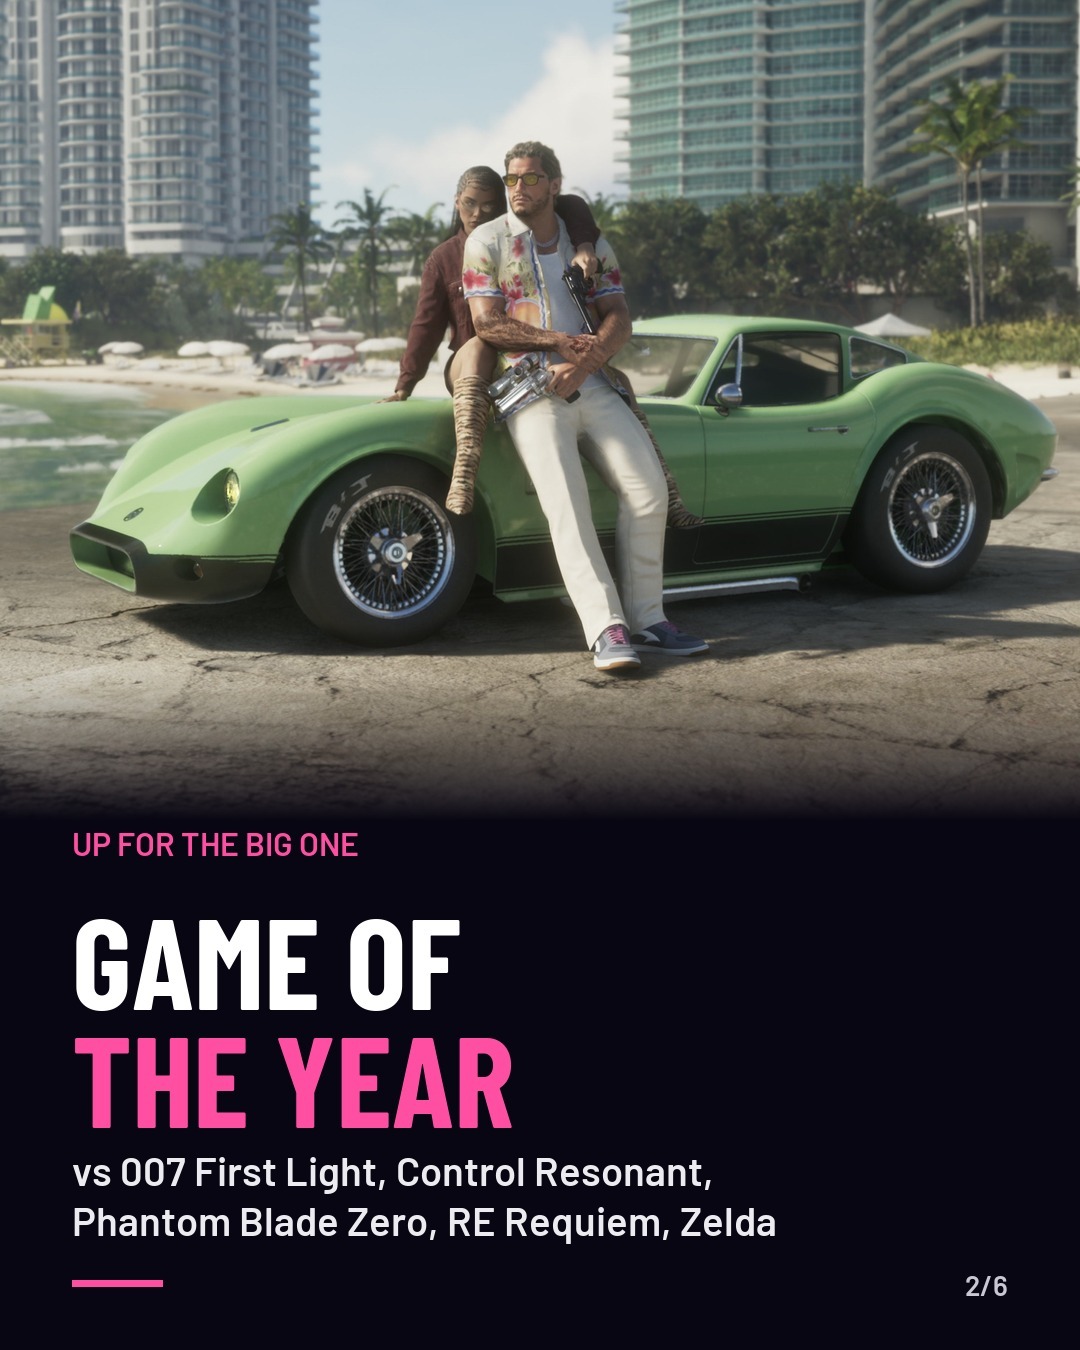 UP FOR THE BIG ONE
GAME OF
THE YEAR
vs 007 First Light, Control Resonant,
Phantom Blade Zero, RE Requiem, Zelda
2/6